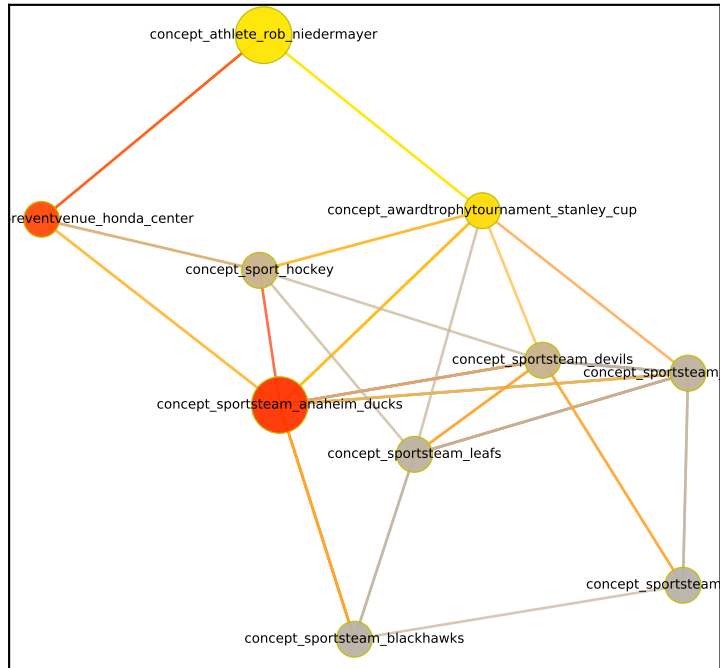 concept_athlete_rob_niedermayer
concept_awardtrophytournament_stanley_cup
reventvenue_honda_center
concept_sport_hockey
concept_sportsteam_devils
concept_sportsteam_
concept_sportsteam_anaheim_ducks
concept_sportsteam_leafs
concept_sportsteam
concept_sportsteam_blackhawks